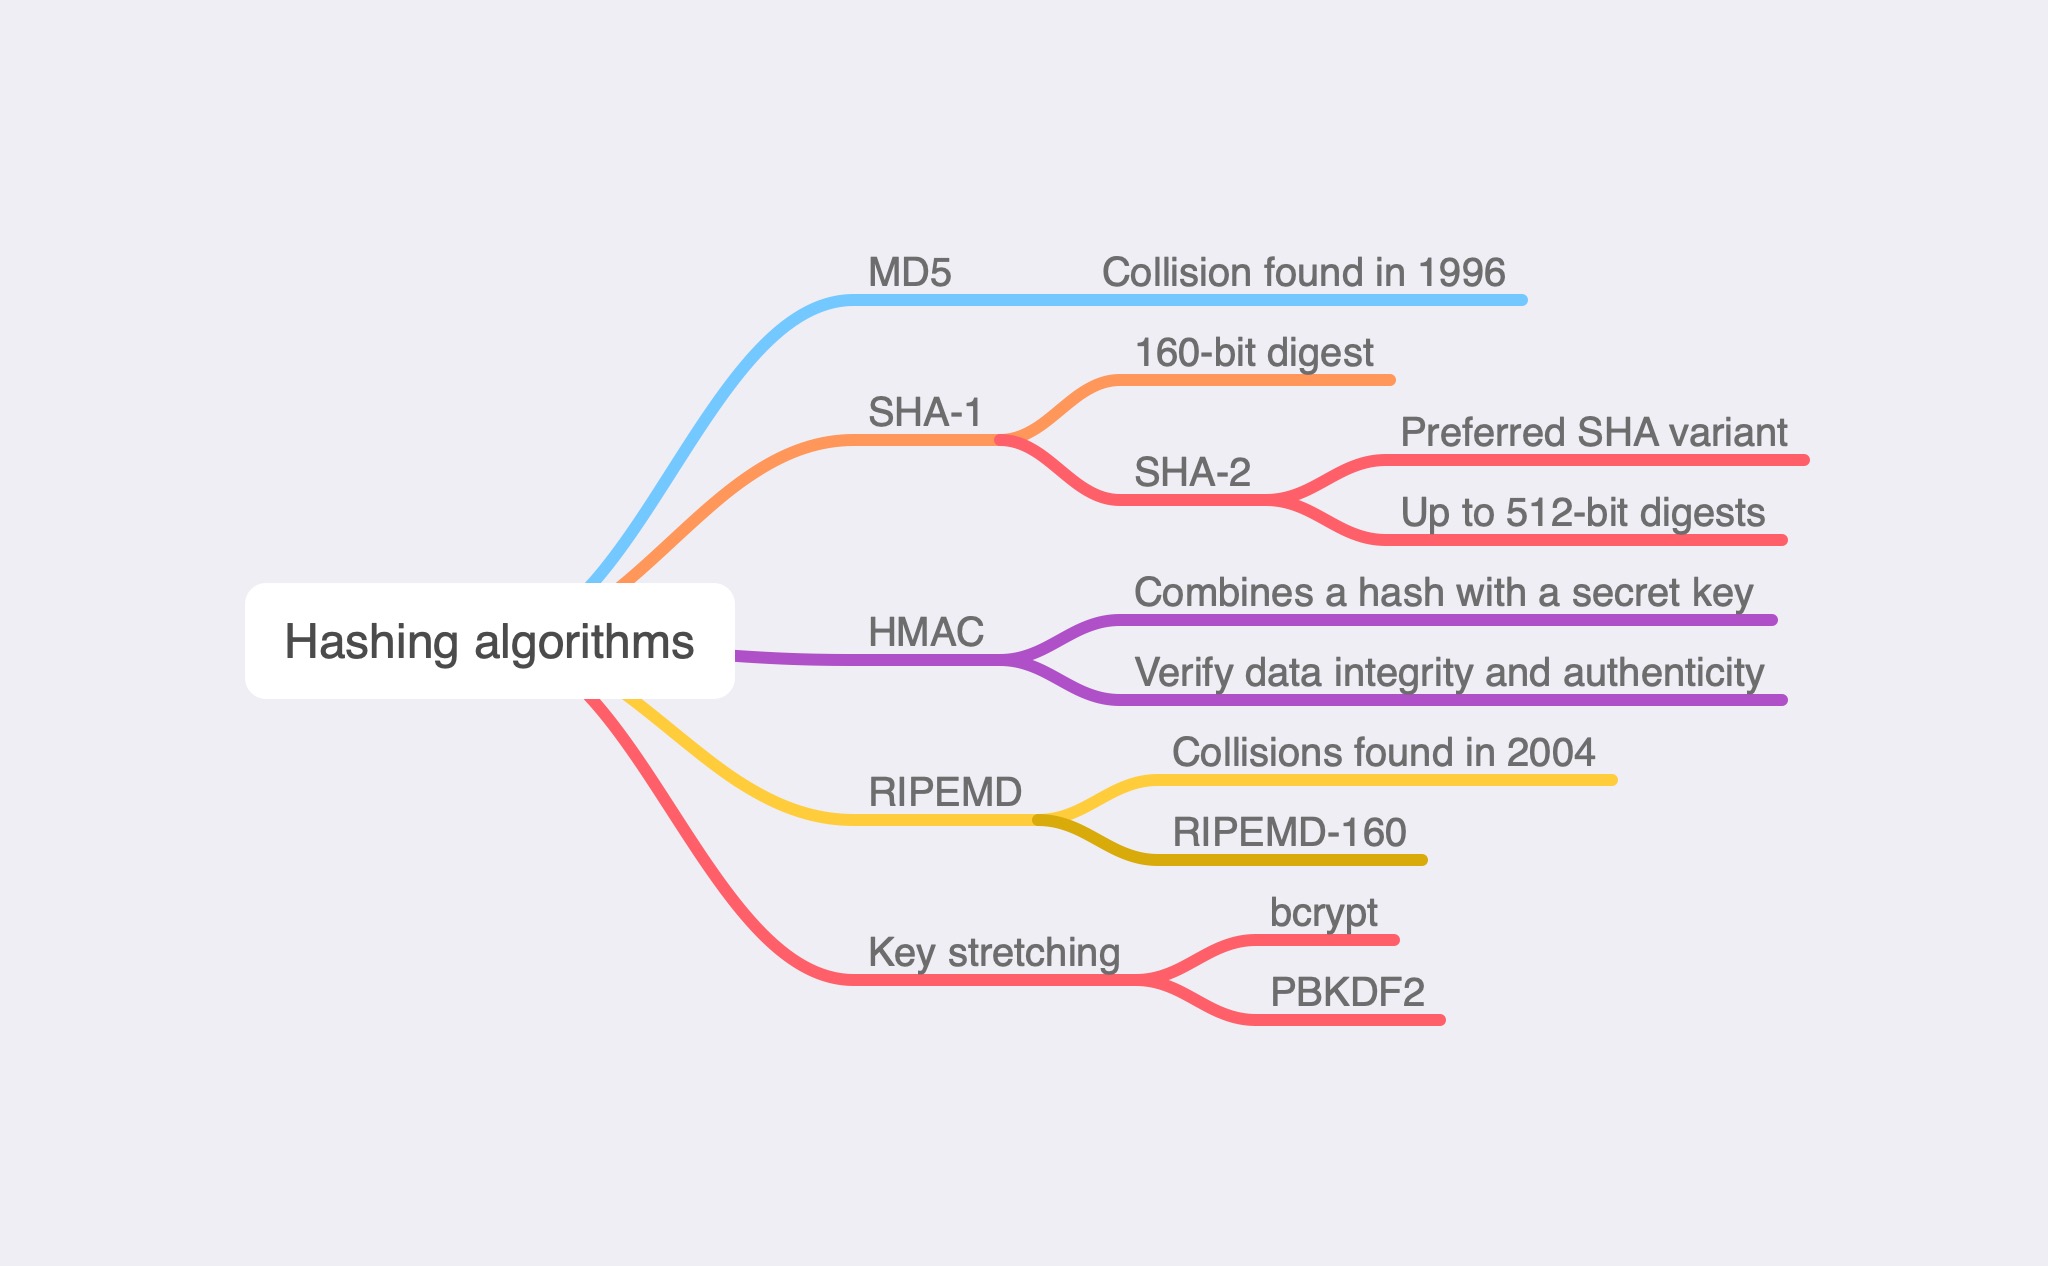 Hashing algorithms
MD5
Collision found in 1996
SHA-1
160-bit digest
SHA-2
Preferred SHA variant
Up to 512-bit digests
HMAC
Combines a hash with a secret key
Verify data integrity and authenticity
RIPEMD
Collisions found in 2004
RIPEMD-160
Key stretching
bcrypt
PBKDF2